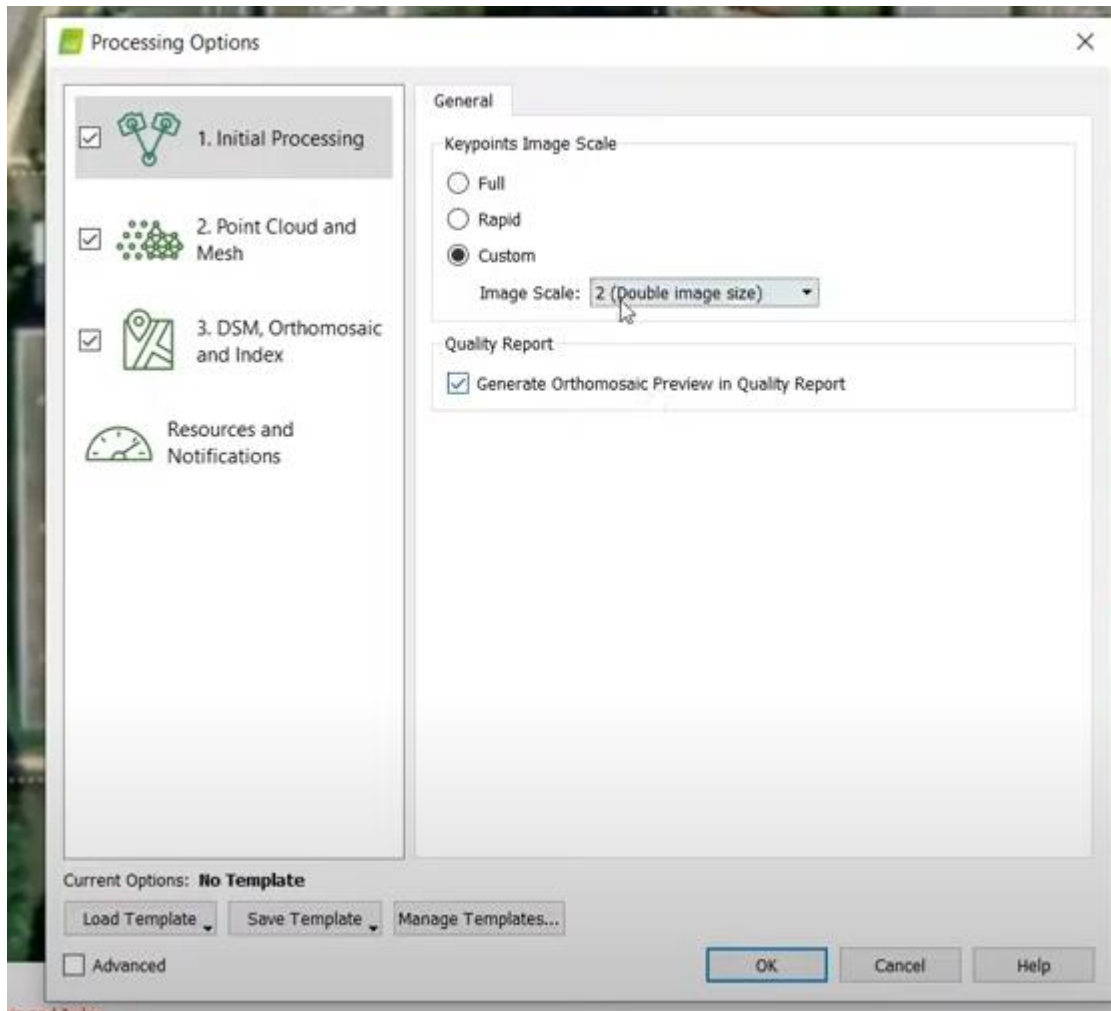 Processing Options
1. Initial Processing
2. Point Cloud and
Mesh
3. DSM, Orthomosaic
and Index
Resources and
Notifications
General
Keypoints Image Scale
Full
Rapid
Custom
Image Scale: 2 (Double image size)
Quality Report
Generate Orthomosaic Preview in Quality Report
Current Options: No Template
Load Template
Save Template
Manage Templates...
Advanced
OK
Cancel
Help